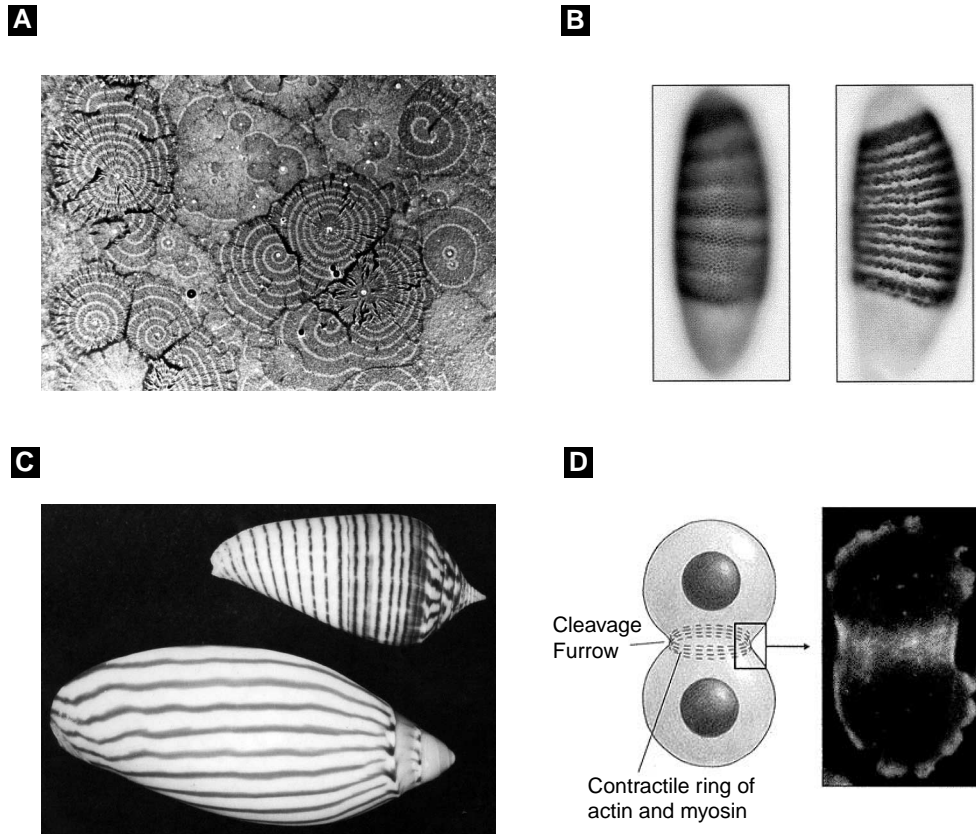 A
B
C
D
Cleavage
Furrow
Contractile ring of
actin and myosin